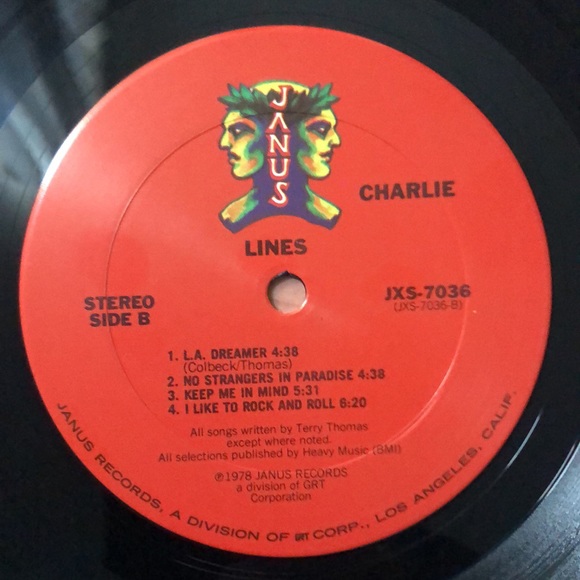 JANUS
CHARLIE
LINES
STEREO
SIDE B
JXS-7036
(JXS-7036-B)
1. L.A. DREAMER 4:38
(Colbeck/Thomas)
2. NO STRANGERS IN PARADISE 4:38
3. KEEP ME IN MIND 5:31
4. I LIKE TO ROCK AND ROLL 6:20
All songs written by Terry Thomas
except where noted.
All selections published by Heavy Music (BMI)
℗1978 JANUS RECORDS
a division of GRT
Corporation
JANUS RECORDS, A DIVISION OF GRT CORP., LOS ANGELES, CALIF.